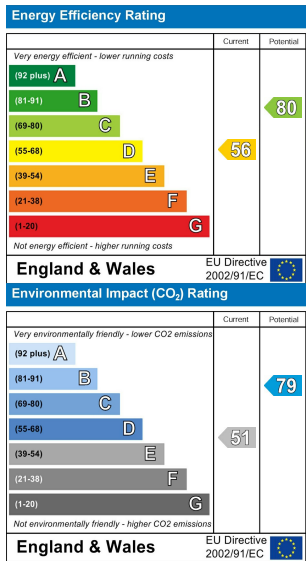 Energy Efficiency Rating
Current Potential
Very energy efficient - lower running costs
(92 plus) A
(81-91) B
(69-80) C
(55-68) D
(39-54) E
(21-38) F
(1-20) G
56
80
Not energy efficient - higher running costs
England & Wales
EU Directive
2002/91/EC
Environmental Impact (CO₂) Rating
Current Potential
Very environmentally friendly - lower CO2 emissions
(92 plus) A
(81-91) B
(69-80) C
(55-68) D
(39-54) E
(21-38) F
(1-20) G
51
79
Not environmentally friendly - higher CO2 emissions
England & Wales
EU Directive
2002/91/EC